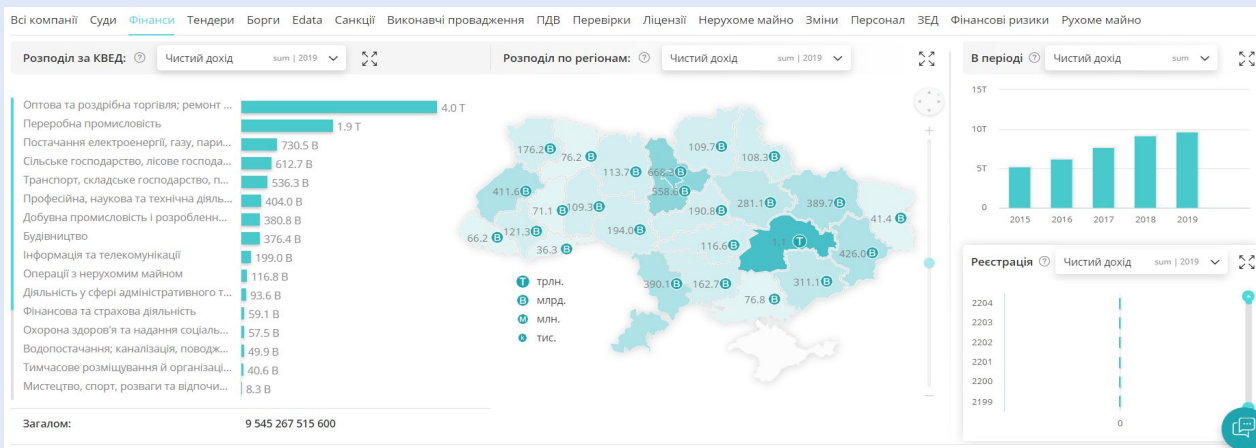 Всі компанії Суди Фінанси Тендери Борги Edata Санкції Виконавчі провадження ПДВ Перевірки Ліцензії Нерухоме майно Зміни Персонал ЗЕД Фінансові ризики Рухоме майно
Розподіл за КВЕД: Чистий дохід sum | 2019
Оптова та роздрібна торгівля; ремонт ... 4.0 T
Переробна промисловість 1.9 T
Постачання електроенергії, газу, пари... 730.5 B
Сільське господарство, лісове господа... 612.7 B
Транспорт, складське господарство, п... 536.3 B
Професійна, наукова та технічна діяль... 404.0 B
Добувна промисловість і розробленн... 380.8 B
Будівництво 376.4 B
Інформація та телекомунікації 199.0 B
Операції з нерухомим майном 116.8 B
Діяльність у сфері адміністративного т... 93.6 B
Фінансова та страхова діяльність 59.1 B
Охорона здоров'я та надання соціаль... 57.5 B
Водопостачання; каналізація, поводж... 49.9 B
Тимчасове розміщування й організаці... 40.6 B
Мистецтво, спорт, розваги та відпочи... 8.3 B
Загалом: 9 545 267 515 600
Розподіл по регіонам: Чистий дохід sum | 2019
176.2 B
76.2 B
109.7 B
108.3 B
113.7 B
668.2 B
411.6 B
558.6 B
71.1 B
109.3 B
190.8 B
281.1 B
389.7 B
41.4 B
66.2 B
121.3 B
194.0 B
36.3 B
116.6 B
1.1 T
426.0 B
390.1 B
162.7 B
311.1 B
76.8 B
T трлн.
B млрд.
M млн.
K тис.
В періоді Чистий дохід sum
15T
10T
5T
0
2015 2016 2017 2018 2019
Реєстрація Чистий дохід sum | 2019
2204
2203
2202
2201
2200
2199
0